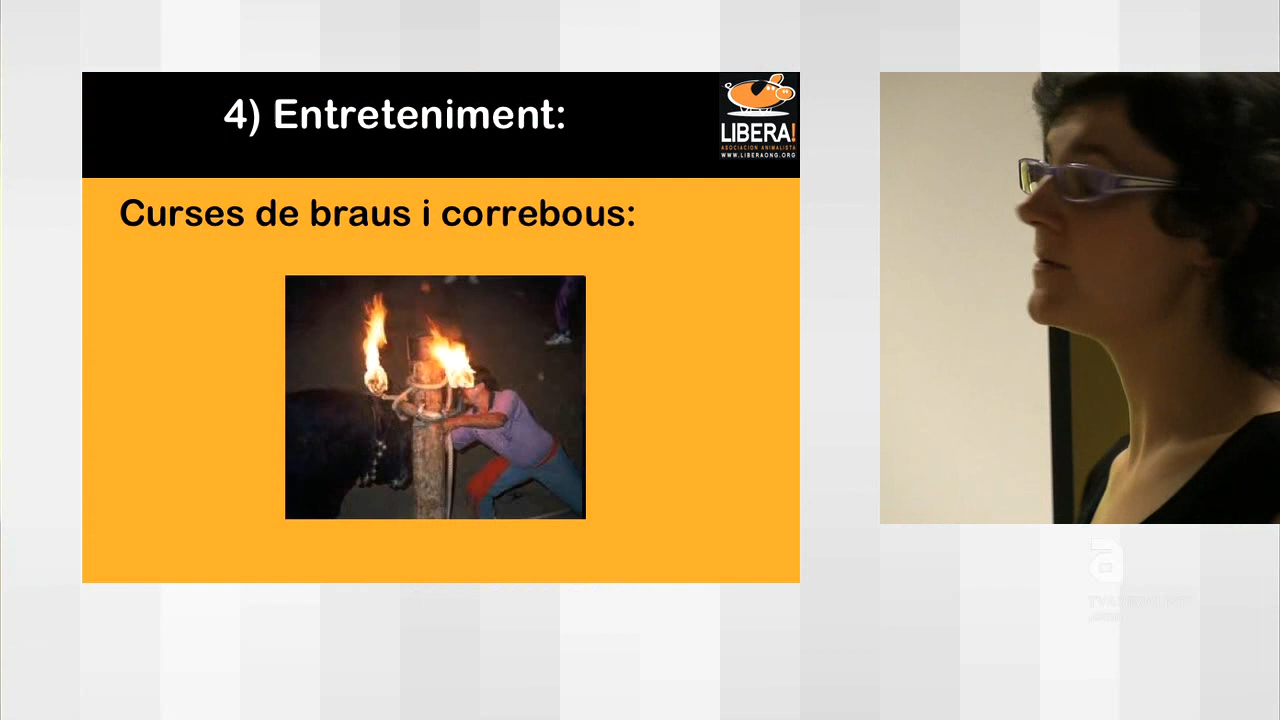 4) Entreteniment:
LIBERA!
ASOCIACION ANIMALISTA
WWW.LIBERAONG.ORG
Curses de braus i correbous:
a